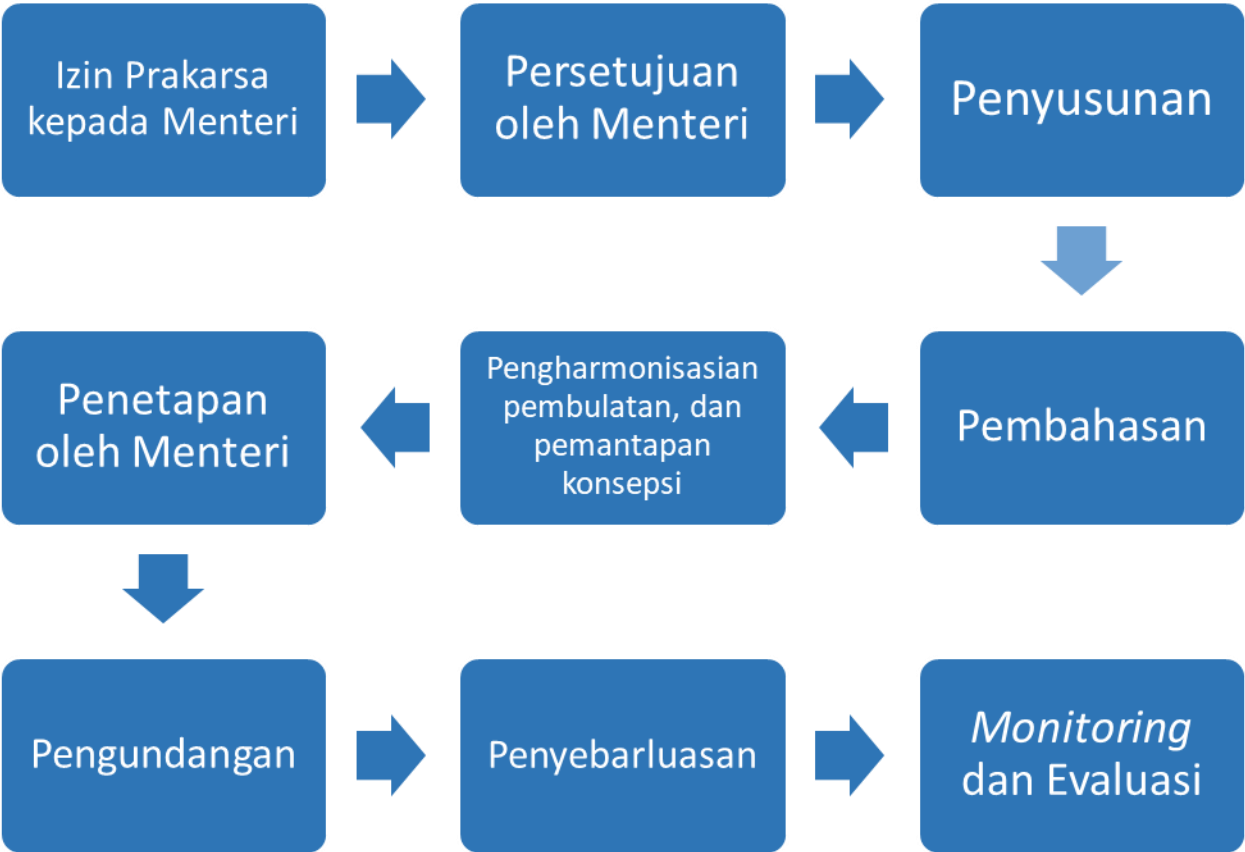 Izin Prakarsa
kepada Menteri
Persetujuan
oleh Menteri
Penyusunan
Pembahasan
Pengharmonisasian
pembulatan, dan
pemantapan
konsepsi
Penetapan
oleh Menteri
Pengundangan
Penyebarluasan
Monitoring
dan Evaluasi